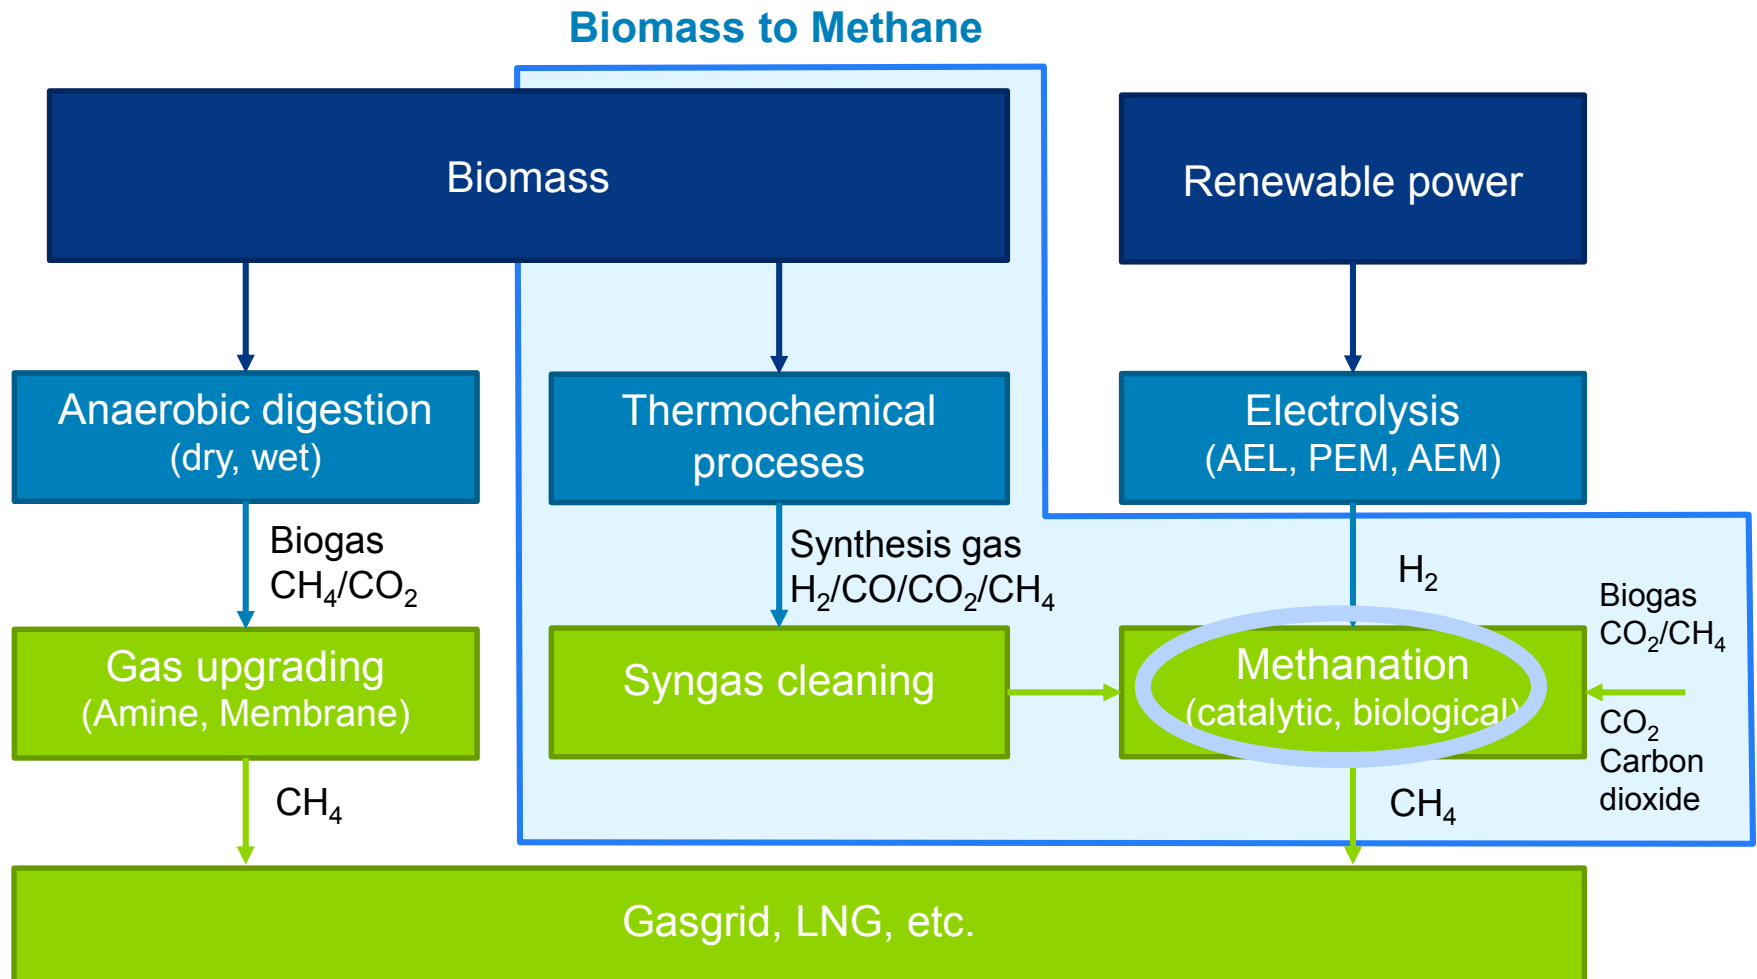 Biomass to Methane
Biomass
Renewable power
Anaerobic digestion
(dry, wet)
Thermochemical
proceses
Electrolysis
(AEL, PEM, AEM)
Biogas
CH₄/CO₂
Synthesis gas
H₂/CO/CO₂/CH₄
H₂
Biogas
CO₂/CH₄
Gas upgrading
(Amine, Membrane)
Syngas cleaning
Methanation
(catalytic, biological)
CO₂
Carbon
dioxide
CH₄
CH₄
Gasgrid, LNG, etc.